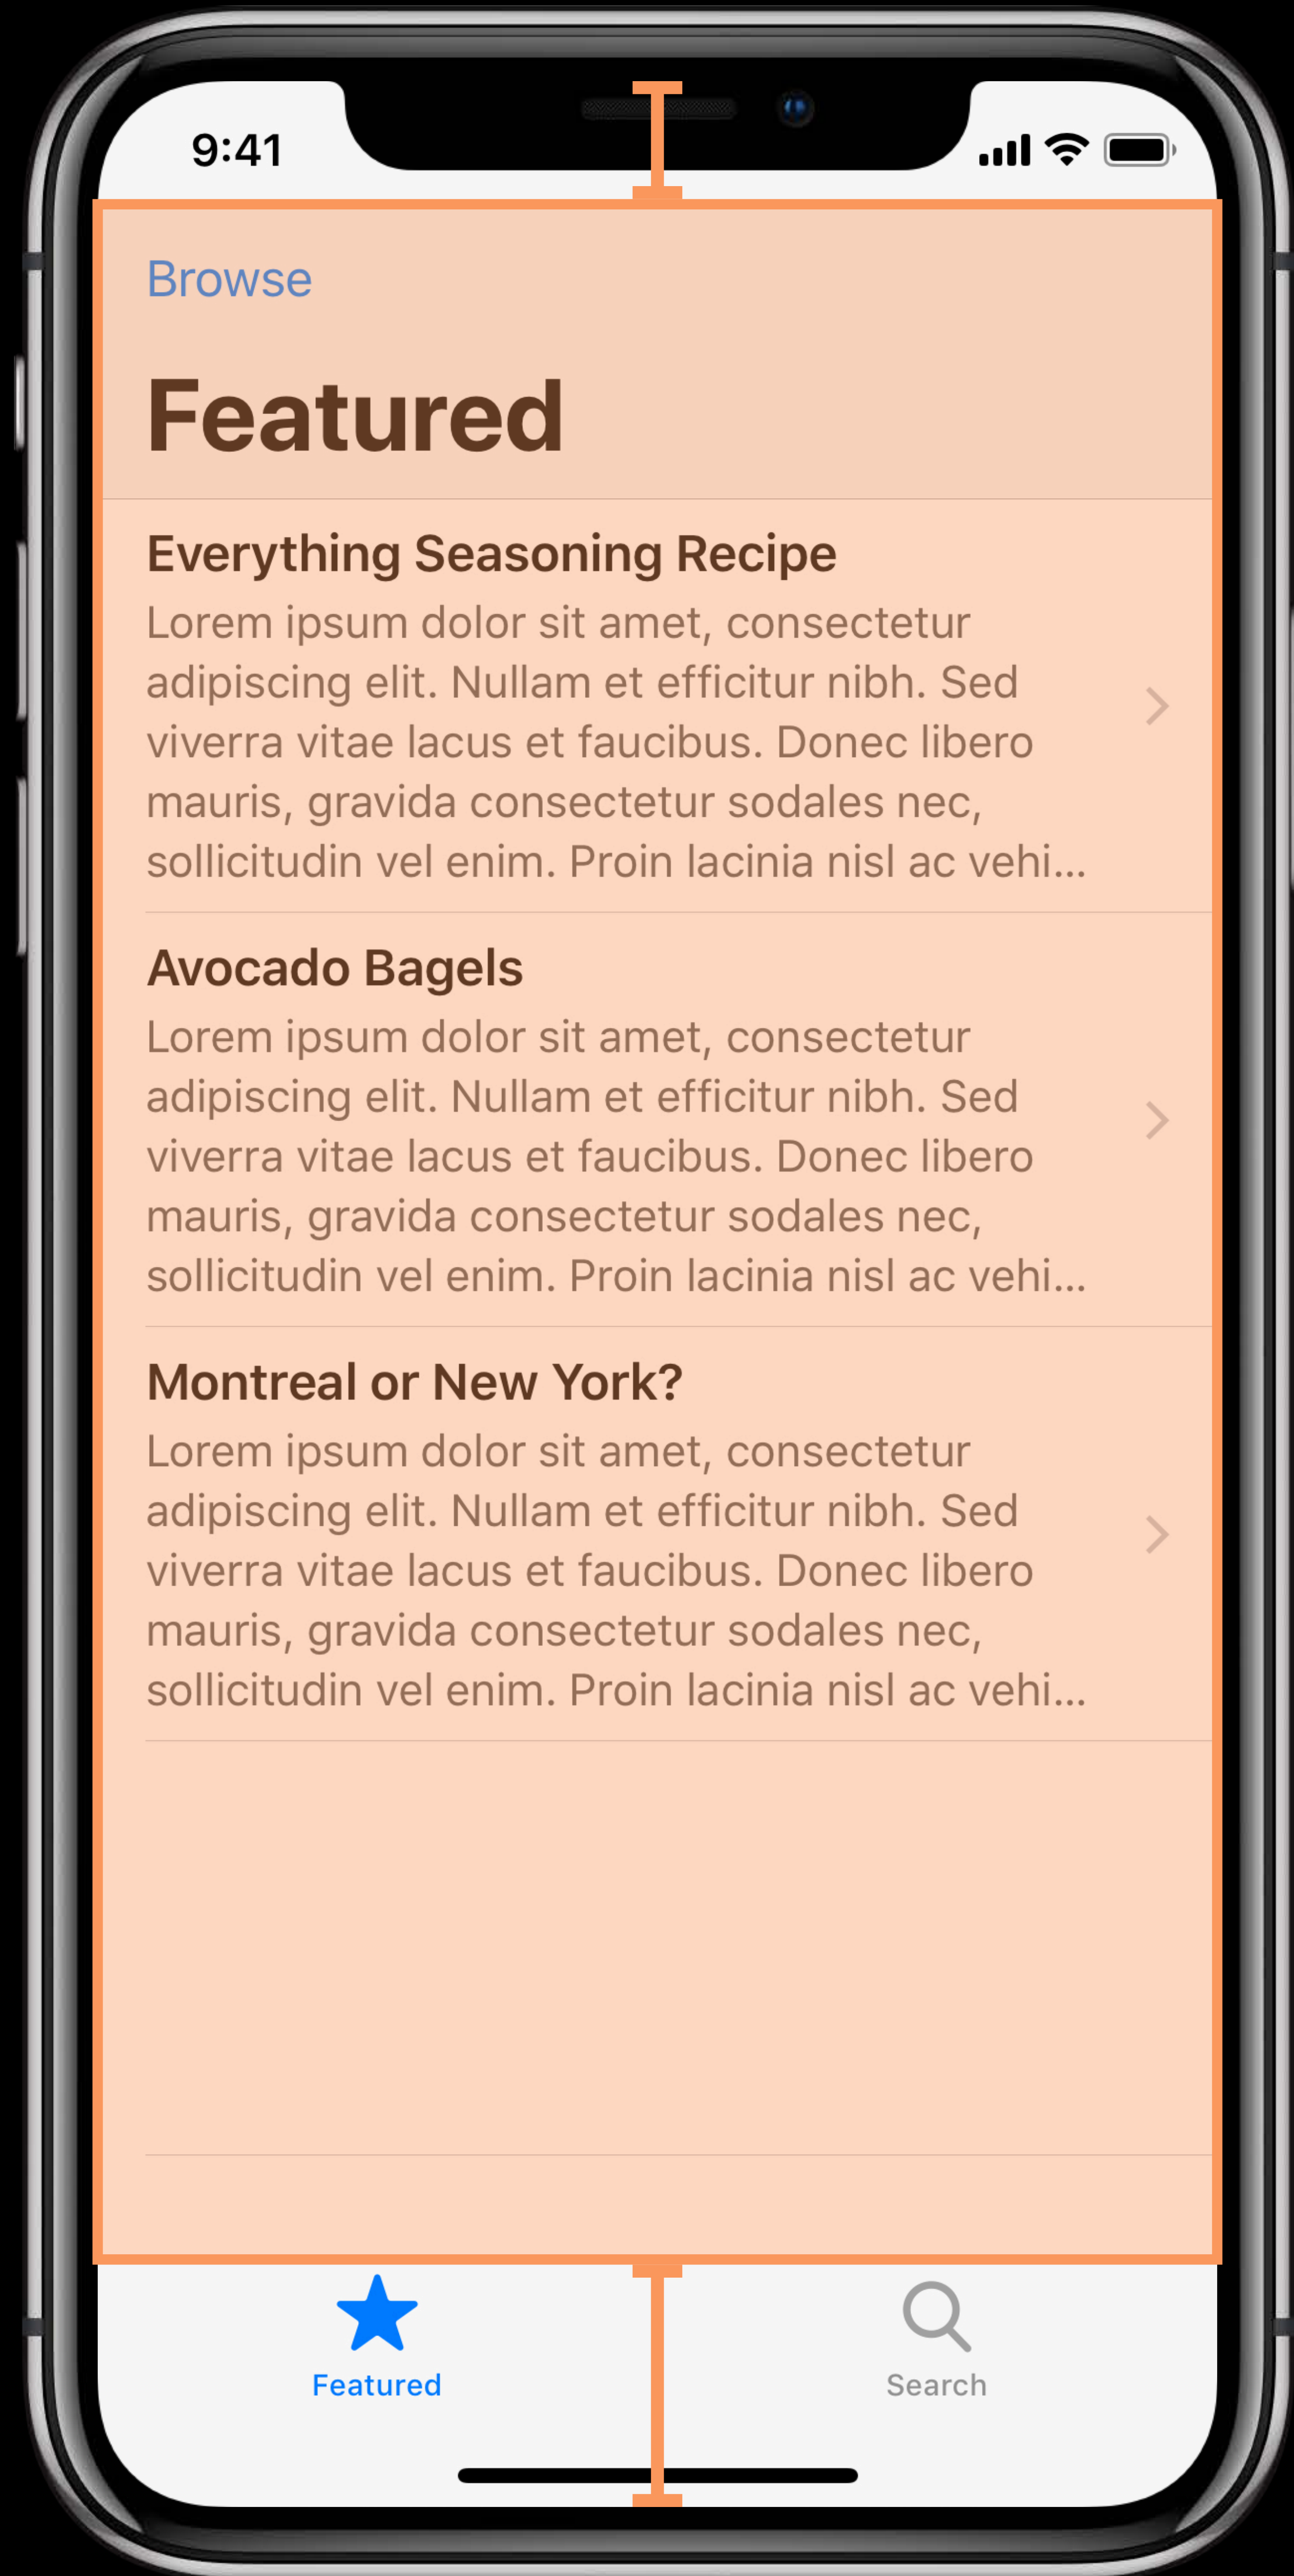 9:41
Browse
Featured
Everything Seasoning Recipe
Lorem ipsum dolor sit amet, consectetur
adipiscing elit. Nullam et efficitur nibh. Sed
viverra vitae lacus et faucibus. Donec libero
mauris, gravida consectetur sodales nec,
sollicitudin vel enim. Proin lacinia nisl ac vehi...
Avocado Bagels
Lorem ipsum dolor sit amet, consectetur
adipiscing elit. Nullam et efficitur nibh. Sed
viverra vitae lacus et faucibus. Donec libero
mauris, gravida consectetur sodales nec,
sollicitudin vel enim. Proin lacinia nisl ac vehi...
Montreal or New York?
Lorem ipsum dolor sit amet, consectetur
adipiscing elit. Nullam et efficitur nibh. Sed
viverra vitae lacus et faucibus. Donec libero
mauris, gravida consectetur sodales nec,
sollicitudin vel enim. Proin lacinia nisl ac vehi...
Featured
Search